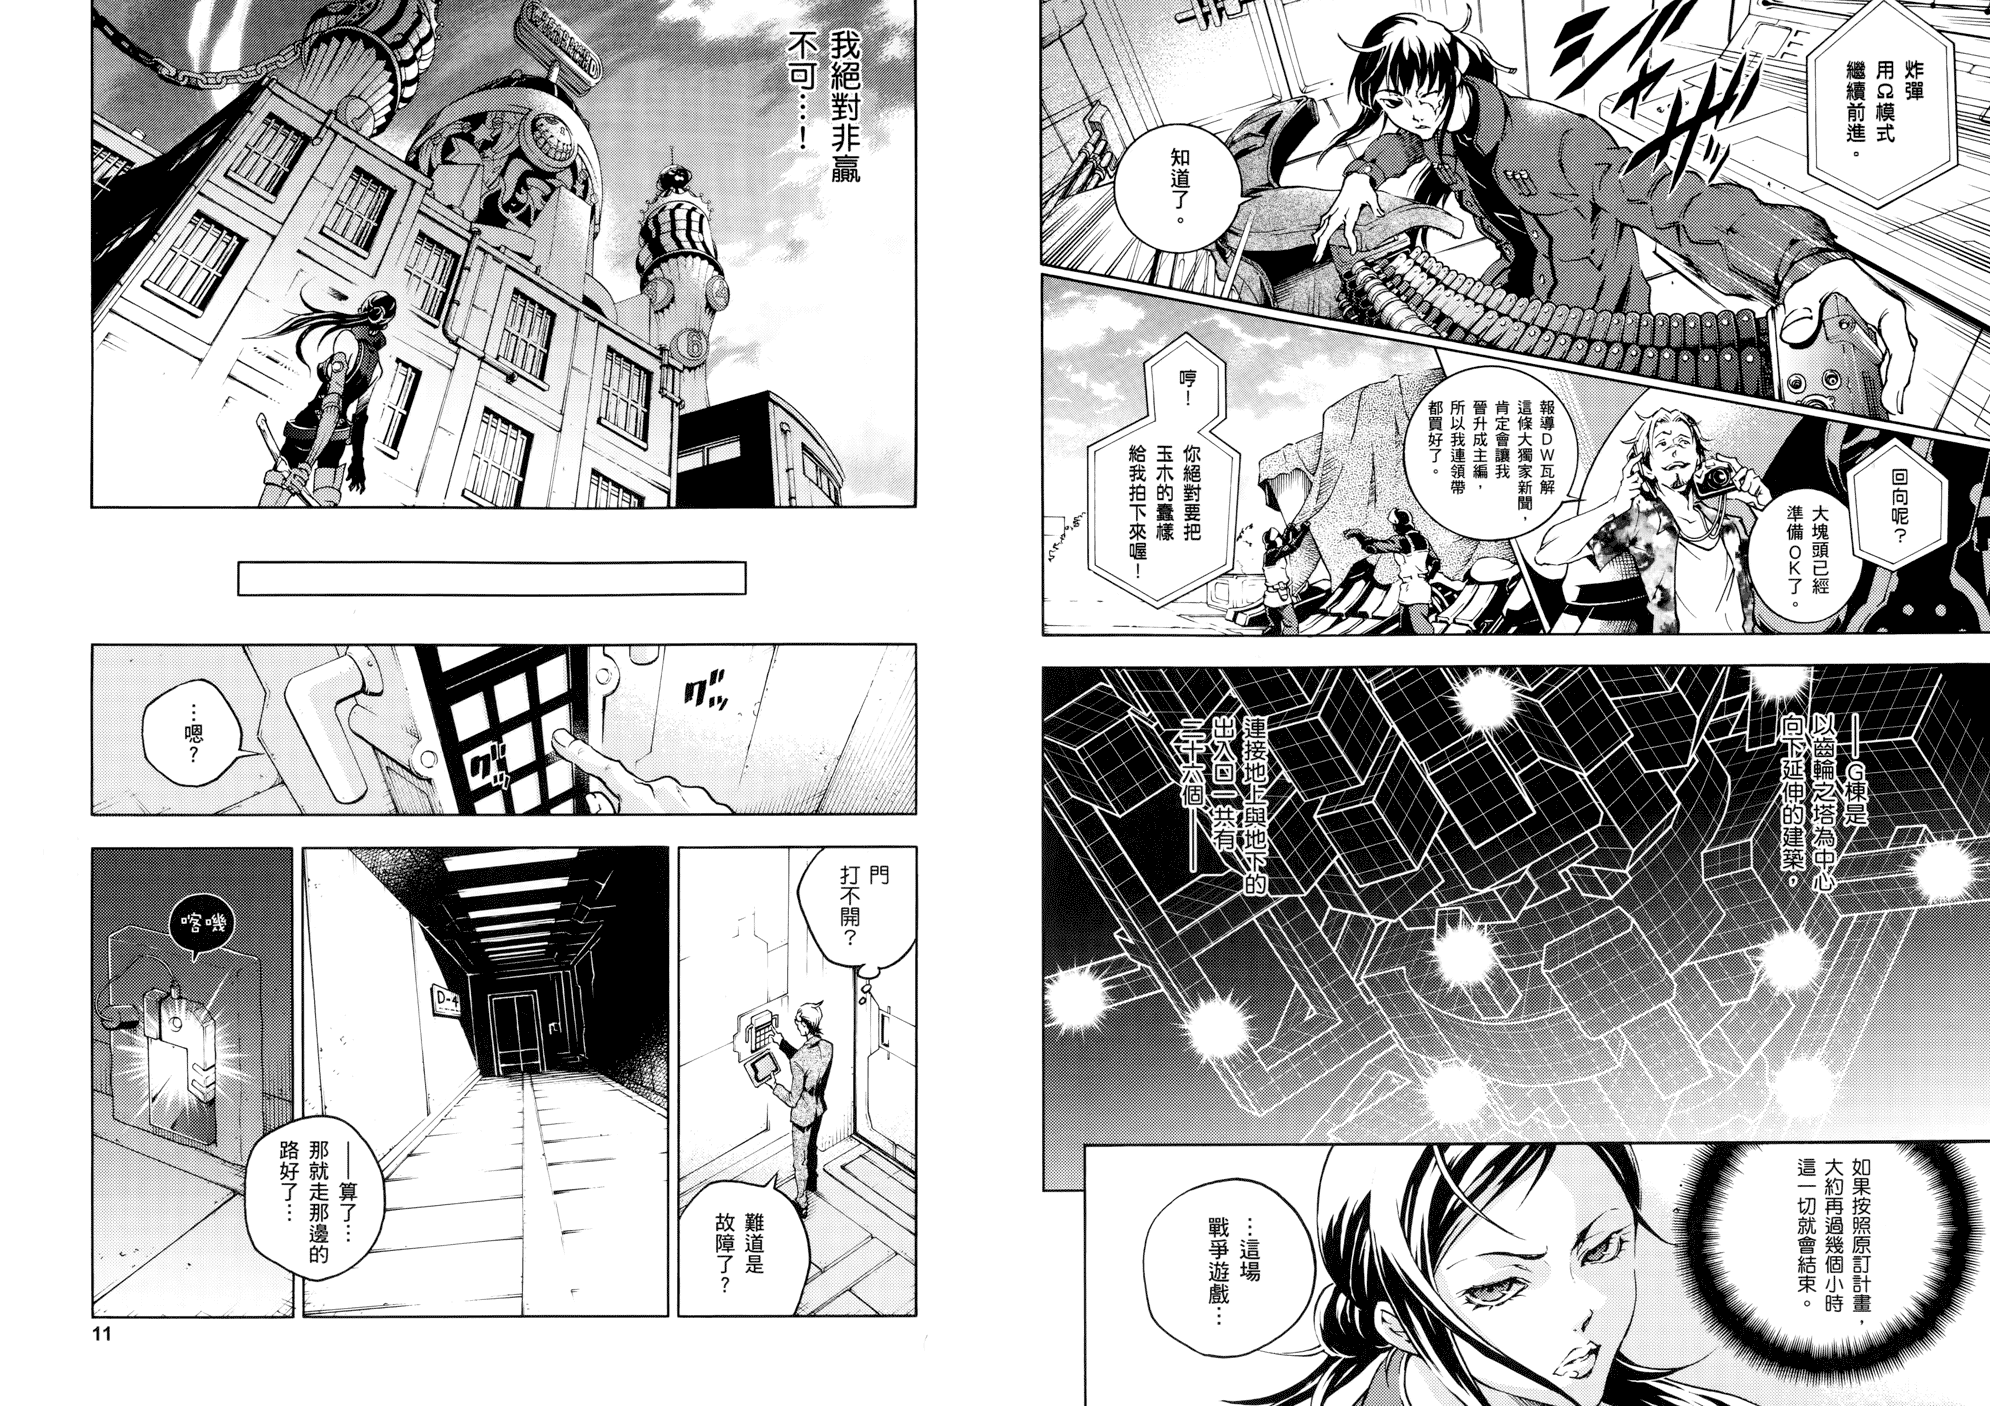 炸彈
用Ω模式
繼續前進。
知道了。
回向呢?
大塊頭已經
準備OK了。
報導DW瓦解
這條大獨家新聞,
肯定會讓我
晉升成主編,
所以我連領帶
都買好了。
哼!
你絕對要把
玉木的蠢樣
給我拍下來喔!
——G棟是
以齒輪之塔為中心
向下延伸的建築,
連接地上與地下的
出入口一共有
二十六個——
如果按照原訂計畫,
大約再過幾個小時
這一切就會結束。
…這場
戰爭遊戲…
我絕對非贏
不可…!
6
グッ
グッ
…嗯?
門
打不開?
難道是
故障了?
D-4
——算了…
那就走那邊的
路好了…
喀嘰
11